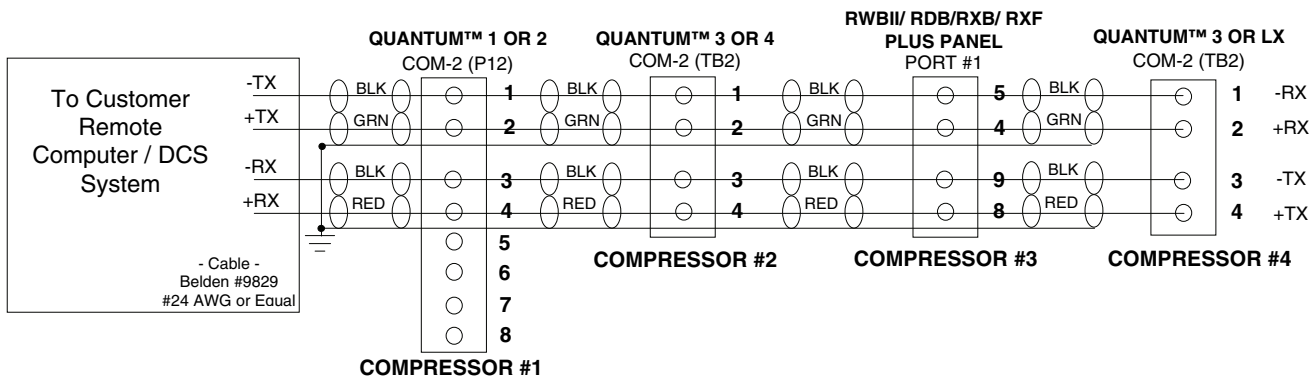 RWBII/ RDB/RXB/ RXF
PLUS PANEL
PORT #1
QUANTUM™ 1 OR 2
COM-2 (P12)
QUANTUM™ 3 OR 4
COM-2 (TB2)
QUANTUM™ 3 OR LX
COM-2 (TB2)
To Customer
Remote
Computer / DCS
System
-TX BLK 1 BLK 1 BLK 5 BLK 1 -RX
+TX GRN 2 GRN 2 GRN 4 GRN 2 +RX
-RX BLK 3 BLK 3 BLK 9 BLK 3 -TX
+RX RED 4 RED 4 RED 8 RED 4 +TX
5
6
7
8
- Cable -
Belden #9829
#24 AWG or Equal
COMPRESSOR #1
COMPRESSOR #2
COMPRESSOR #3
COMPRESSOR #4